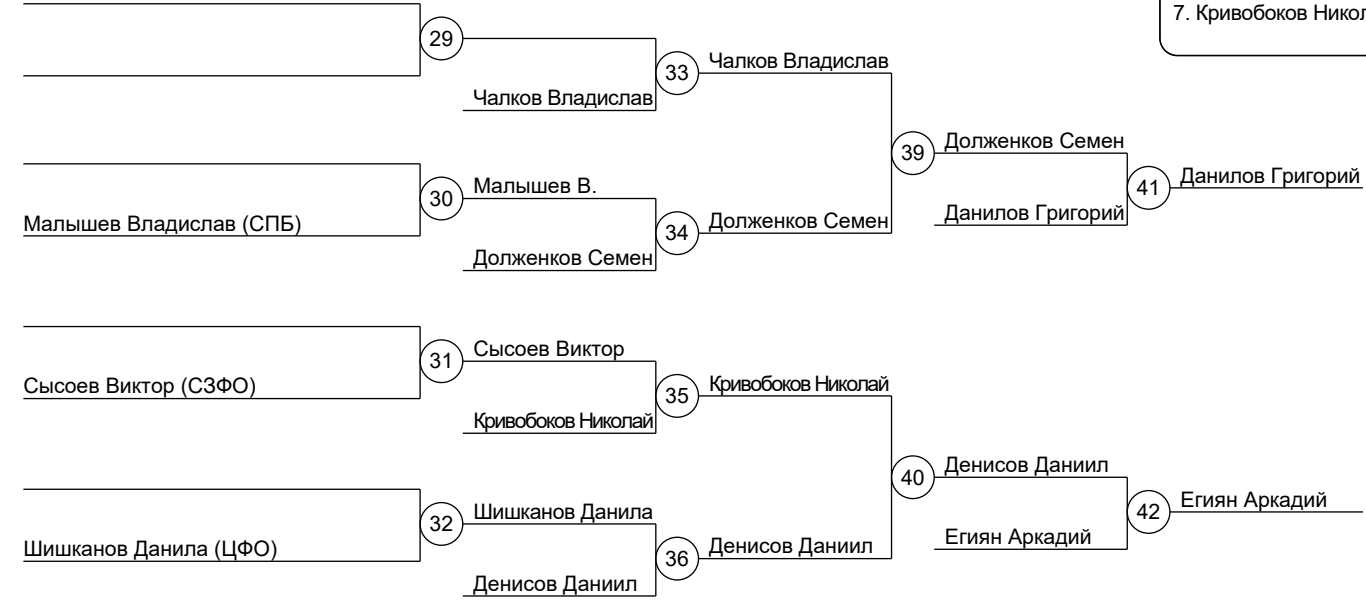 7. Кривобоков Никол
29
Чалков Владислав
33
Чалков Владислав
39
Долженков Семен
41
Данилов Григорий
30
Малышев В.
Малышев Владислав (СПБ)
34
Долженков Семен
Данилов Григорий
Долженков Семен
31
Сысоев Виктор
Сысоев Виктор (СЗФО)
35
Кривобоков Николай
Кривобоков Николай
40
Денисов Даниил
42
Егиян Аркадий
32
Шишканов Данила
Шишканов Данила (ЦФО)
36
Денисов Даниил
Егиян Аркадий
Денисов Даниил